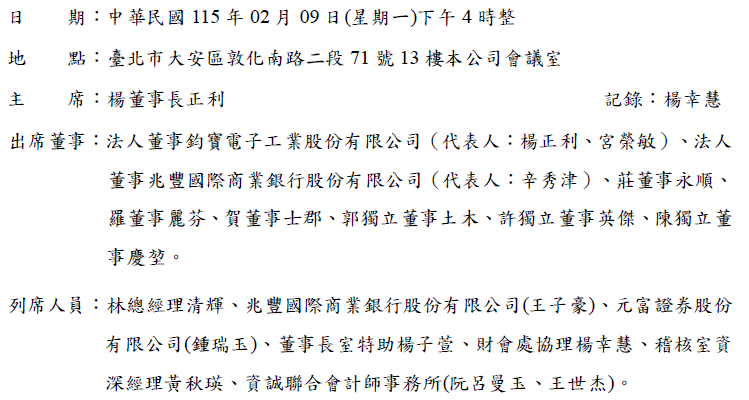 日　　期：中華民國 115 年 02 月 09 日(星期一)下午 4 時整
地　　點：臺北市大安區敦化南路二段 71 號 13 樓本公司會議室
主　　席：楊董事長正利　　記錄：楊幸慧
出席董事：法人董事鈞寶電子工業股份有限公司（代表人：楊正利、宮榮敏）、法人
董事兆豐國際商業銀行股份有限公司（代表人：辛秀津）、莊董事永順、
羅董事麗芬、賀董事士郡、郭獨立董事土木、許獨立董事英傑、陳獨立董
事慶堃。
列席人員：林總經理清輝、兆豐國際商業銀行股份有限公司(王子豪)、元富證券股份
有限公司(鍾瑞玉)、董事長室特助楊子萱、財會處協理楊幸慧、稽核室資
深經理黃秋瑛、資誠聯合會計師事務所(阮呂曼玉、王世杰)。